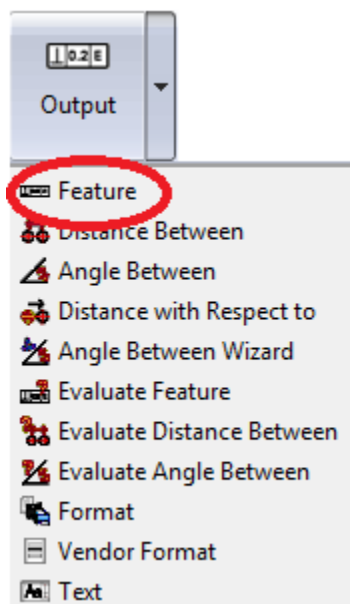 ⊥ 0.2 E
Output
Feature
Distance Between
Angle Between
Distance with Respect to
Angle Between Wizard
Evaluate Feature
Evaluate Distance Between
Evaluate Angle Between
Format
Vendor Format
Text